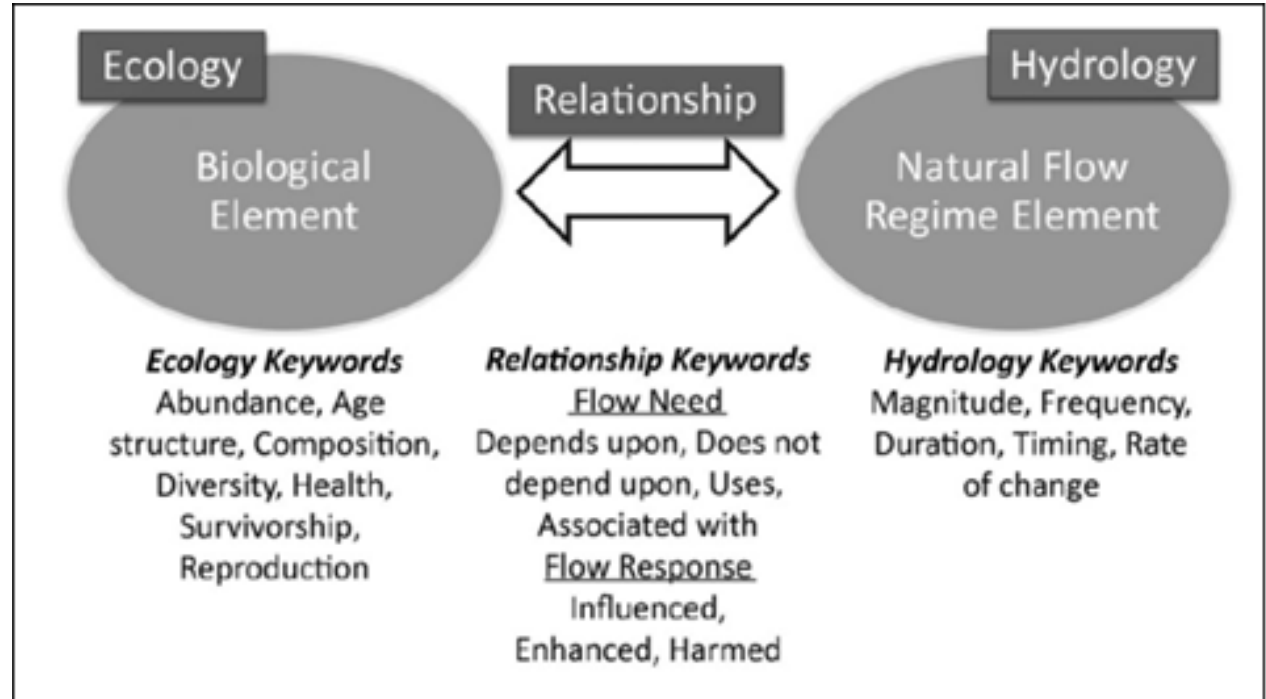 Ecology
Biological
Element
Relationship
Hydrology
Natural Flow
Regime Element
Ecology Keywords
Abundance, Age
structure, Composition,
Diversity, Health,
Survivorship,
Reproduction
Relationship Keywords
Flow Need
Depends upon, Does not
depend upon, Uses,
Associated with
Flow Response
Influenced,
Enhanced, Harmed
Hydrology Keywords
Magnitude, Frequency,
Duration, Timing, Rate
of change